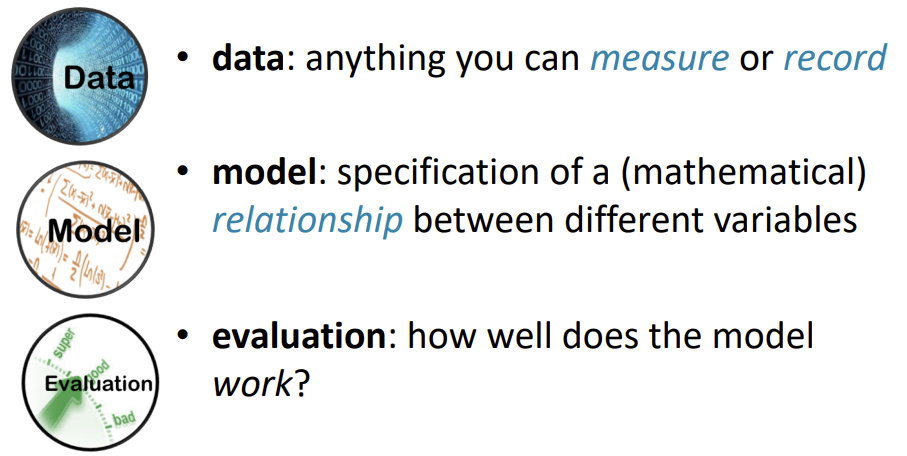 Data
• data: anything you can measure or record
Model
• model: specification of a (mathematical)
relationship between different variables
super
good
bad
Evaluation
• evaluation: how well does the model
work?